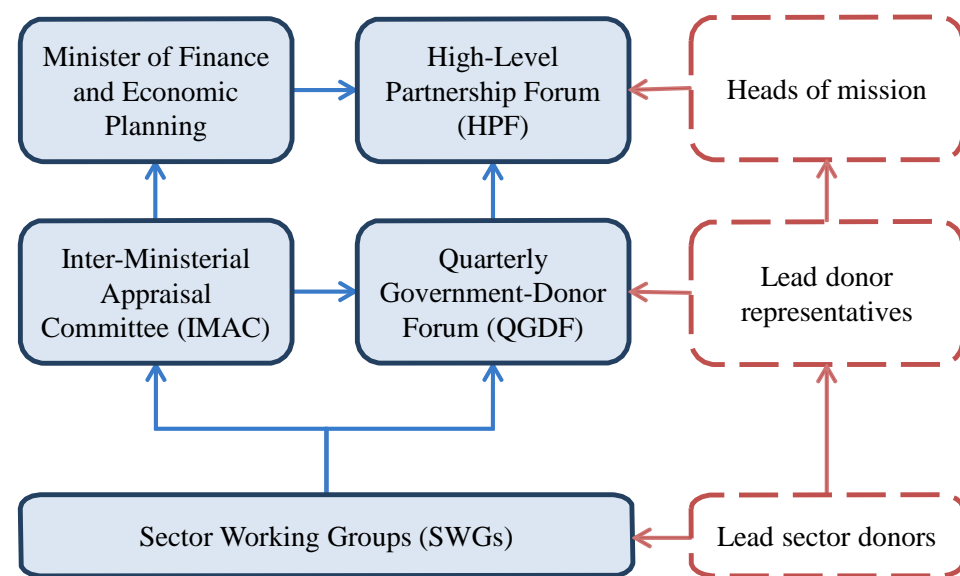 Minister of Finance
and Economic
Planning
High-Level
Partnership Forum
(HPF)
Heads of mission
Inter-Ministerial
Appraisal
Committee (IMAC)
Quarterly
Government-Donor
Forum (QGDF)
Lead donor
representatives
Sector Working Groups (SWGs)
Lead sector donors